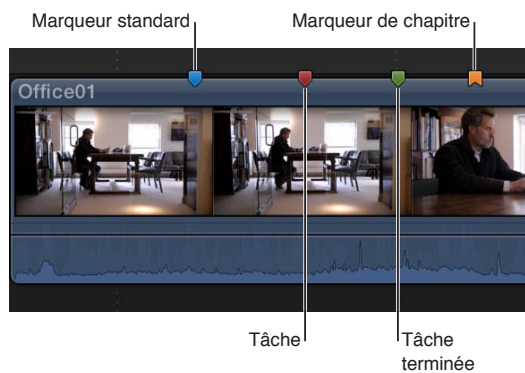 Marqueur standard
Marqueur de chapitre
Office01
Tâche
Tâche
terminée